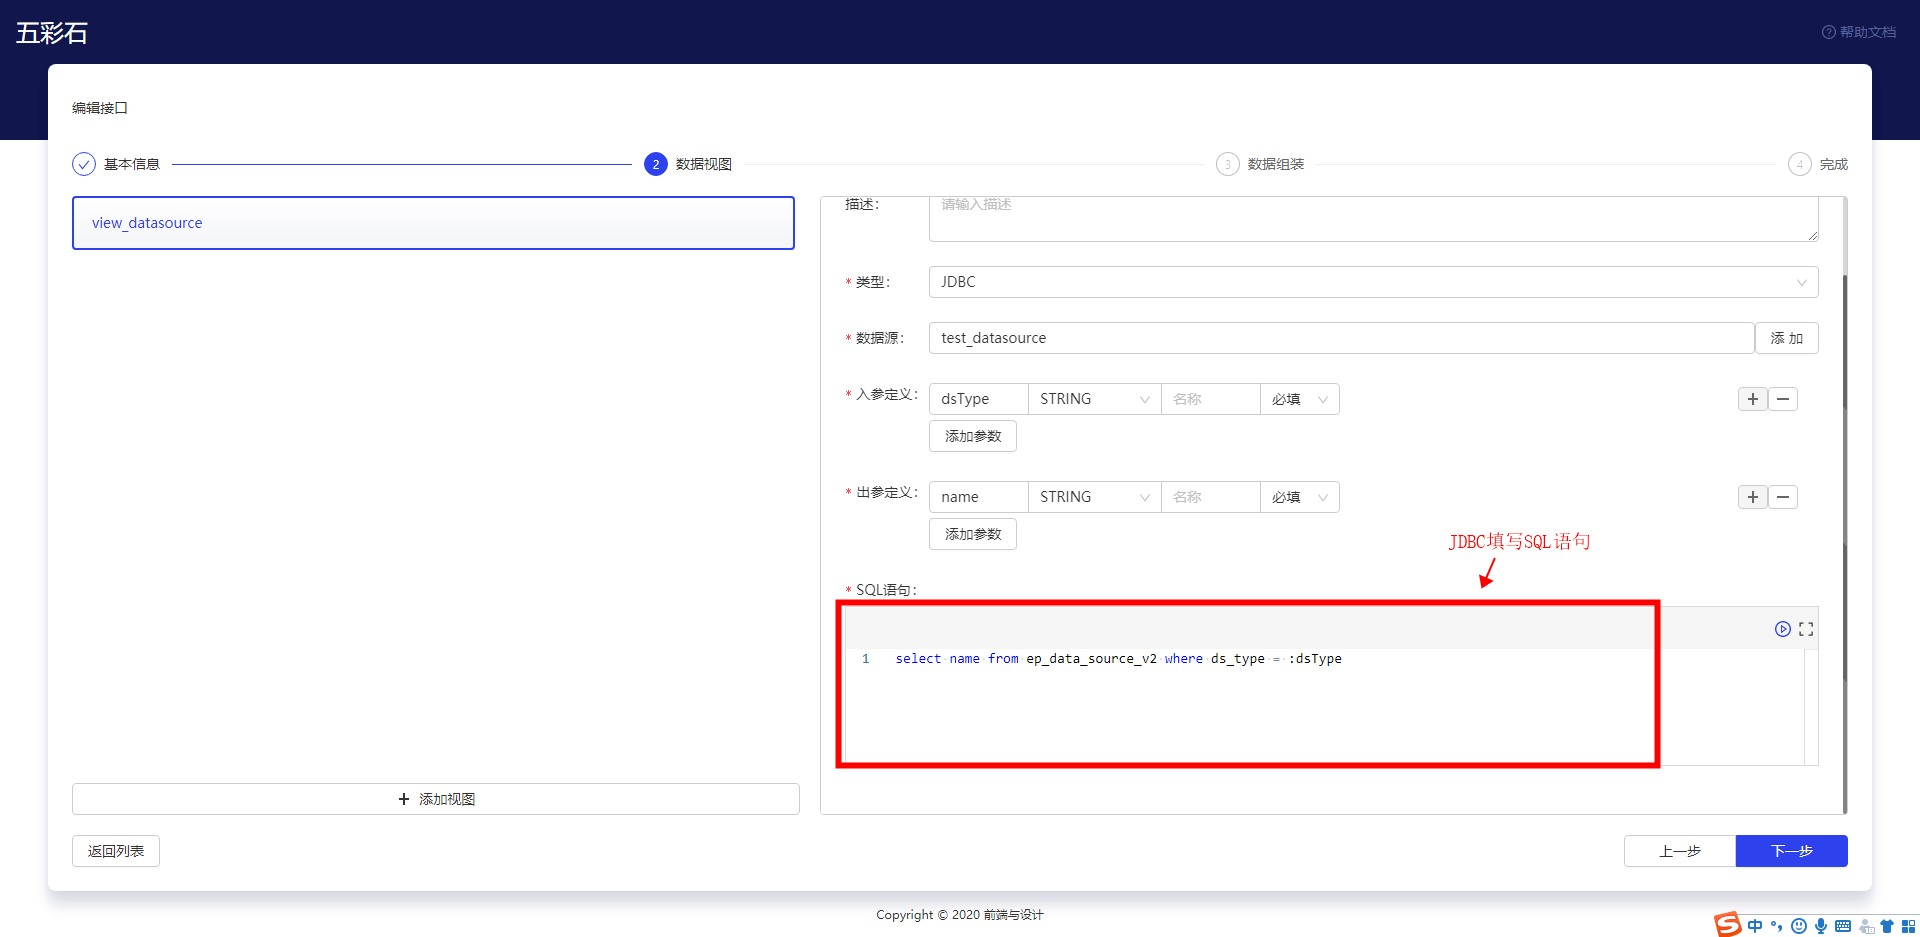 五彩石
帮助文档
编辑接口
基本信息
2 数据视图
3 数据组装
4 完成
view_datasource
描述：
请输入描述
* 类型：
JDBC
* 数据源：
test_datasource
添 加
* 入参定义：
dsType STRING 名称 必填
添加参数
* 出参定义：
name STRING 名称 必填
添加参数
JDBC填写SQL语句
* SQL语句：
1 select name from ep_data_source_v2 where ds_type = :dsType
+ 添加视图
返回列表
上一步
下一步
Copyright © 2020 前端与设计
S 中